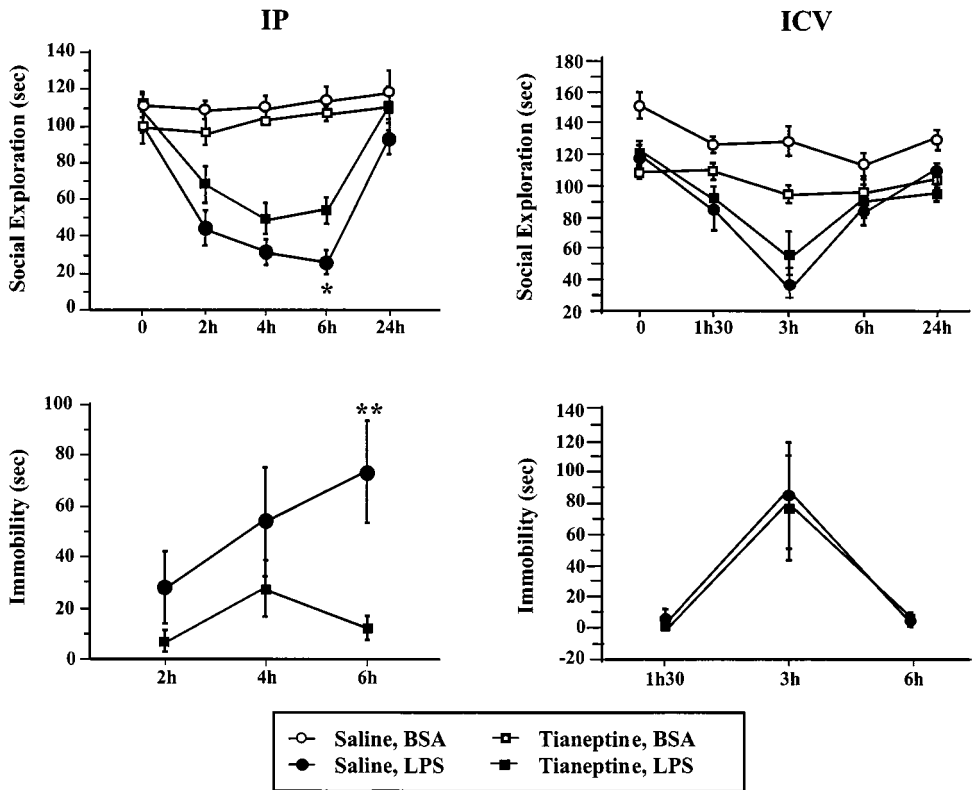 IP
Social Exploration (sec)
140
120
100
80
60
40
20
0
*
0 2h 4h 6h 24h
ICV
Social Exploration (sec)
180
160
140
120
100
80
60
40
20
0 1h30 3h 6h 24h
Immobility (sec)
100
80
60
40
20
0
**
2h 4h 6h
Immobility (sec)
140
120
100
80
60
40
20
0
-20
1h30 3h 6h
Saline, BSA Tianeptine, BSA
Saline, LPS Tianeptine, LPS